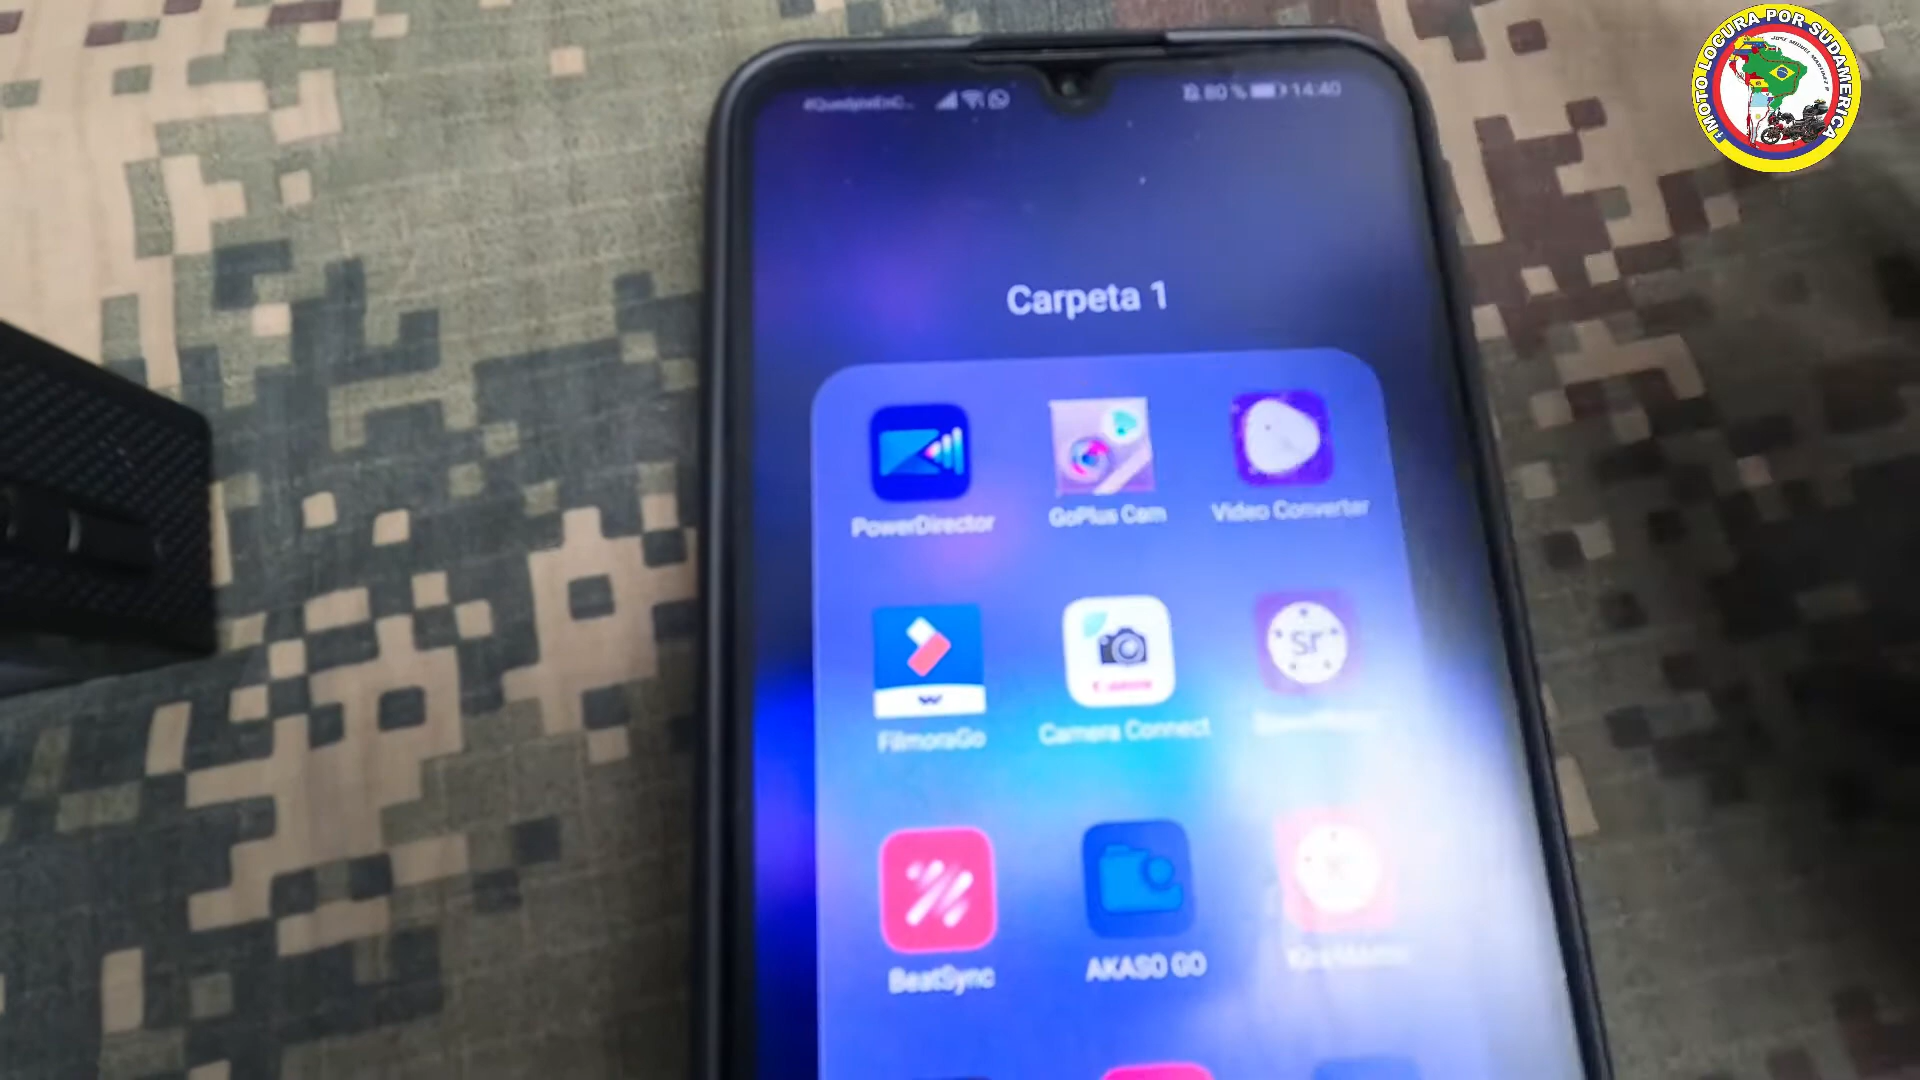 MOTO LOCURA POR SUDAMERICA
80 % 14:40
Carpeta 1
PowerDirector
GoPlus Cam
Video Converter
FilmoraGo
Camera Connect
BeatSync
AKASO GO